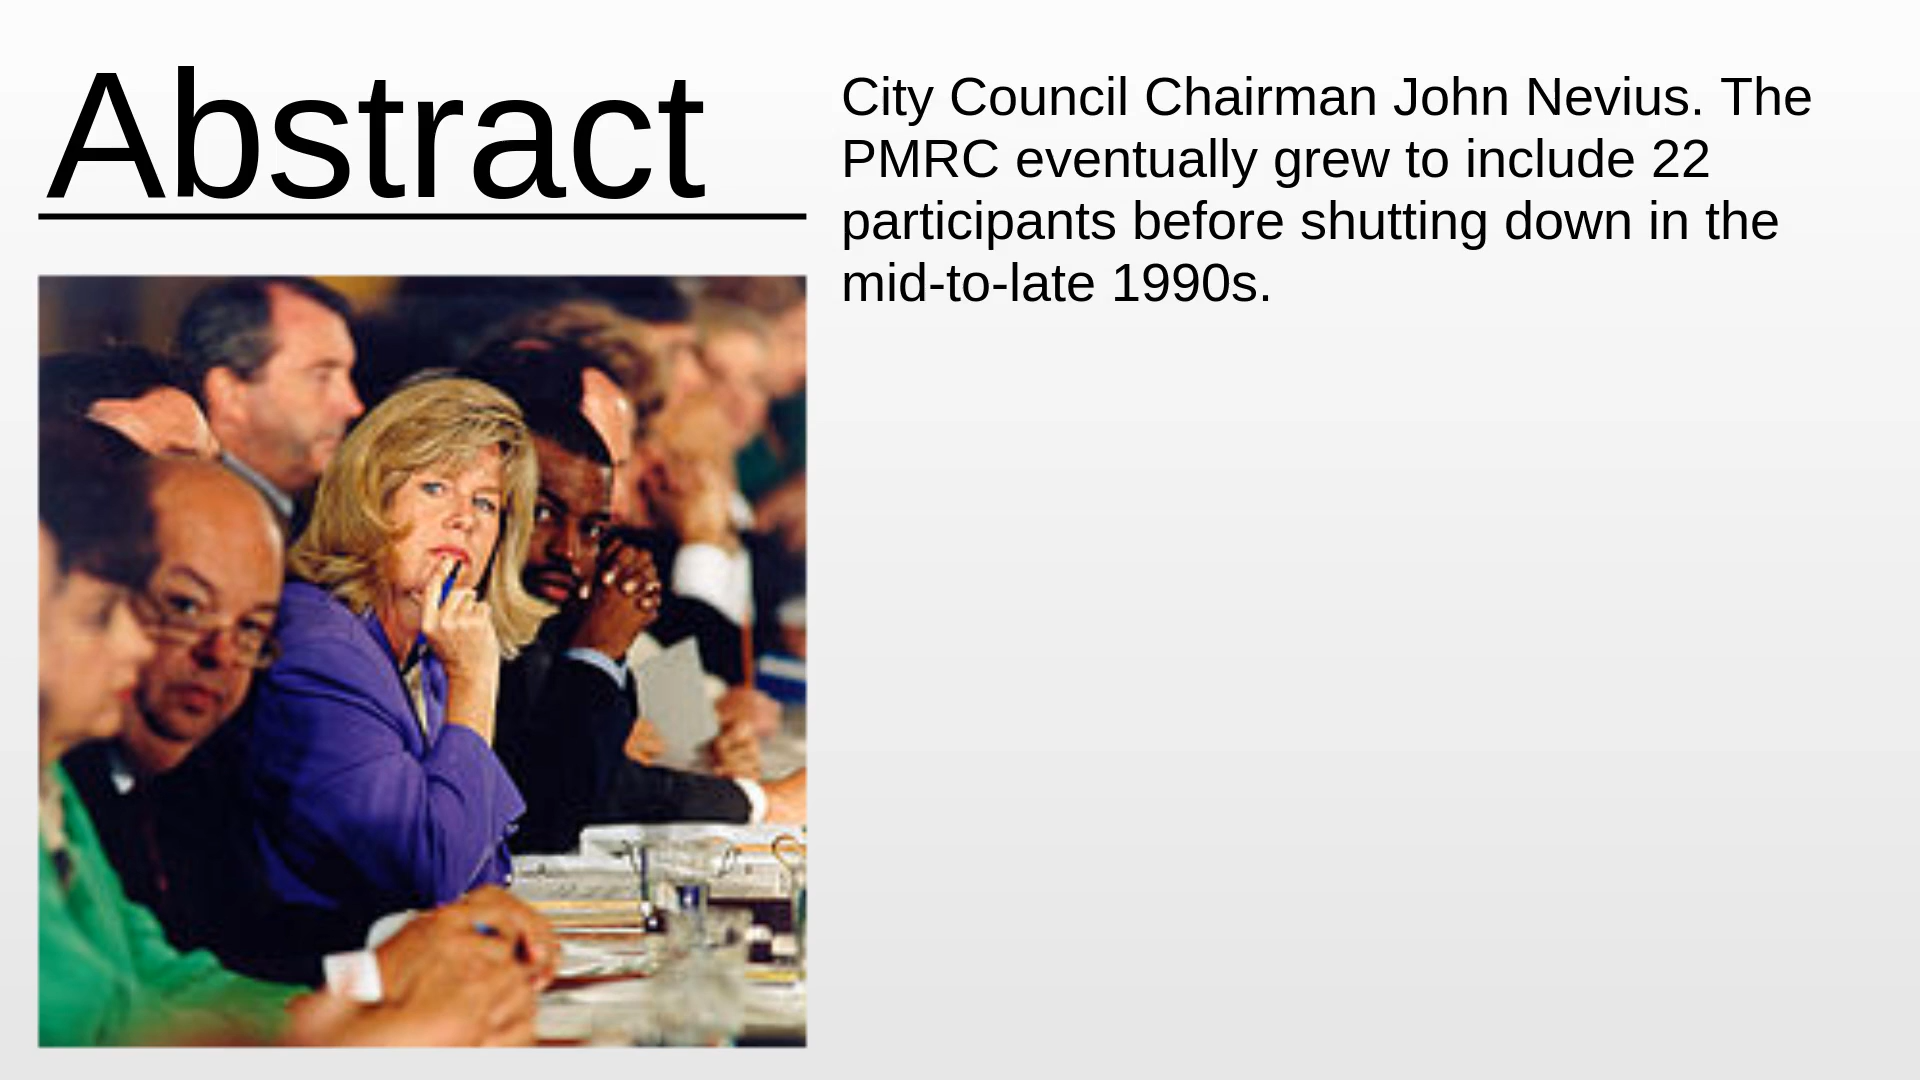 Abstract
City Council Chairman John Nevius. The
PMRC eventually grew to include 22
participants before shutting down in the
mid-to-late 1990s.